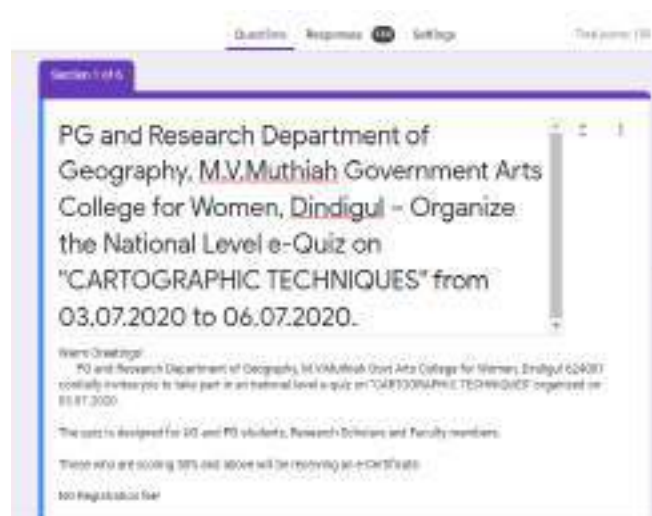 Questions Responses Settings
Section 1 of 6
PG and Research Department of
Geography, M.V.Muthiah Government Arts
College for Women, Dindigul – Organize
the National Level e-Quiz on
"CARTOGRAPHIC TECHNIQUES" from
03.07.2020 to 06.07.2020.
Warm Greetings!
PG and Research Department of Geography, M.V.Muthiah Govt Arts College for Women, Dindigul 624001
cordially invites you to take part in an national level e-quiz on "CARTOGRAPHIC TECHNIQUES" organized on
03.07.2020
The quiz is designed for UG and PG students, Research Scholars and Faculty members.
Those who are scoring 50% and above will be receiving an e-Certificate
No Registration fee!